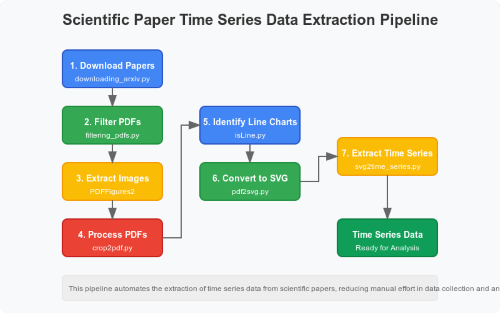 Scientific Paper Time Series Data Extraction Pipeline
1. Download Papers
downloading_arxiv.py
2. Filter PDFs
filtering_pdfs.py
3. Extract Images
PDFFigures2
4. Process PDFs
crop2pdf.py
5. Identify Line Charts
isLine.py
6. Convert to SVG
pdf2svg.py
7. Extract Time Series
svg2time_series.py
Time Series Data
Ready for Analysis
This pipeline automates the extraction of time series data from scientific papers, reducing manual effort in data collection and